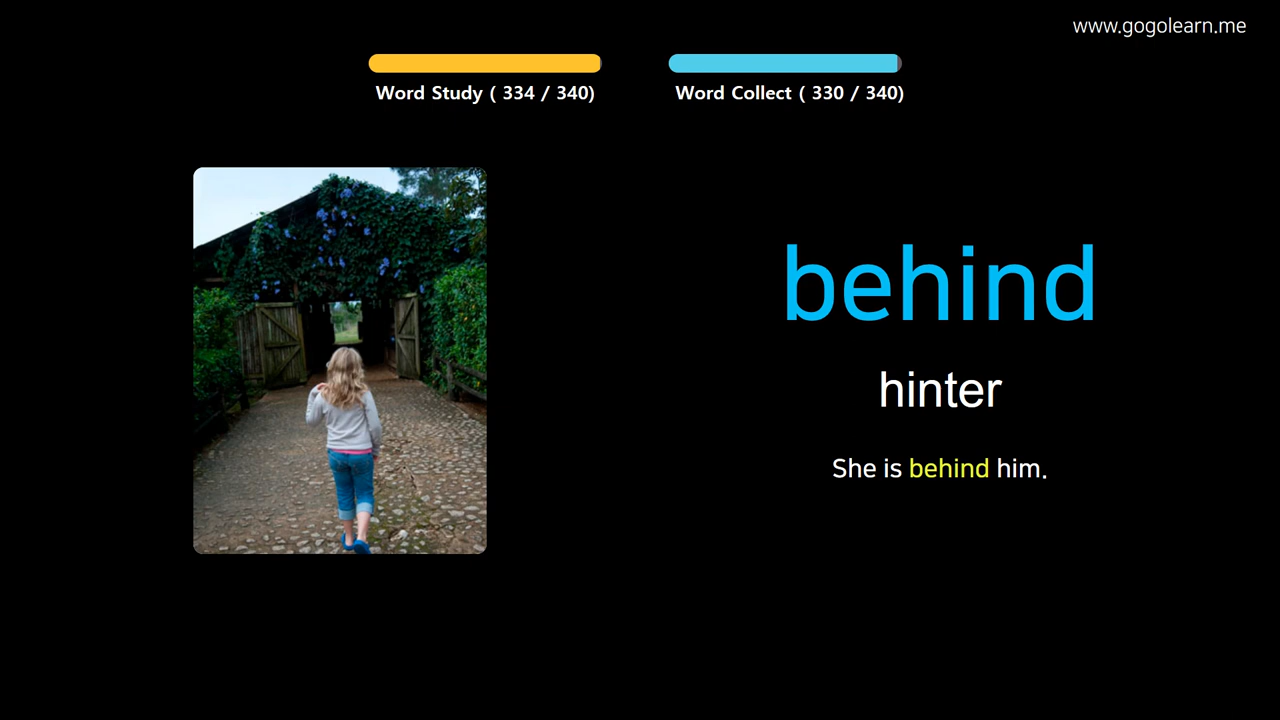 www.gogolearn.me
Word Study ( 334 / 340)
Word Collect ( 330 / 340)
behind
hinter
She is behind him.